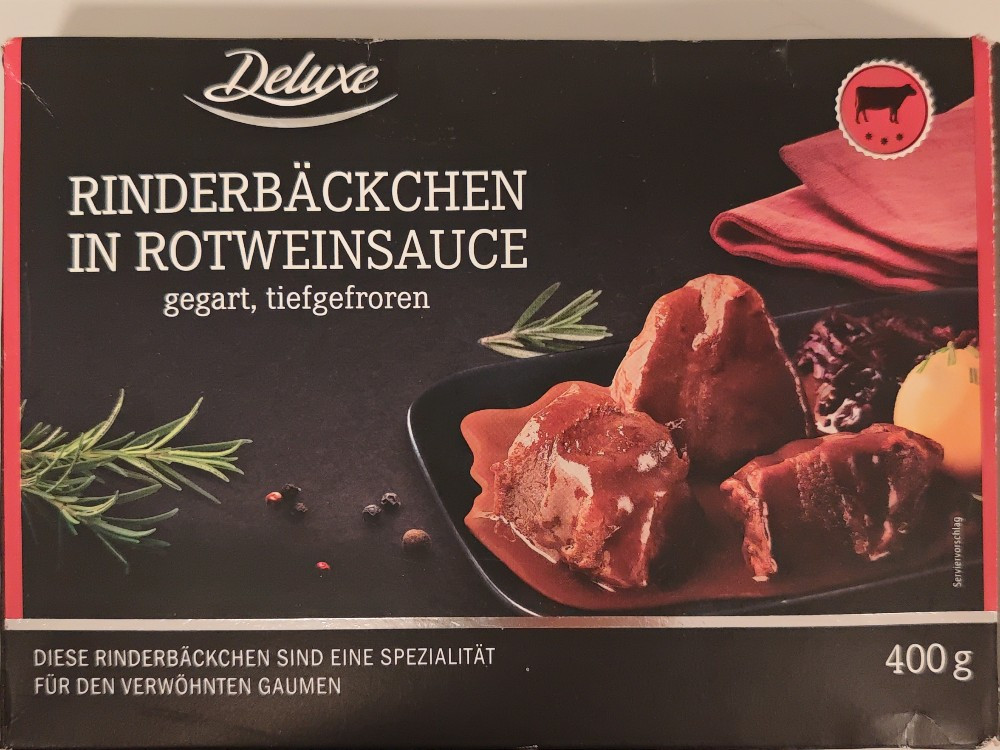 Deluxe
RINDERBÄCKCHEN
IN ROTWEINSAUCE
gegart, tiefgefroren
Serviervorschlag
DIESE RINDERBÄCKCHEN SIND EINE SPEZIALITÄT
FÜR DEN VERWÖHNTEN GAUMEN
400 g